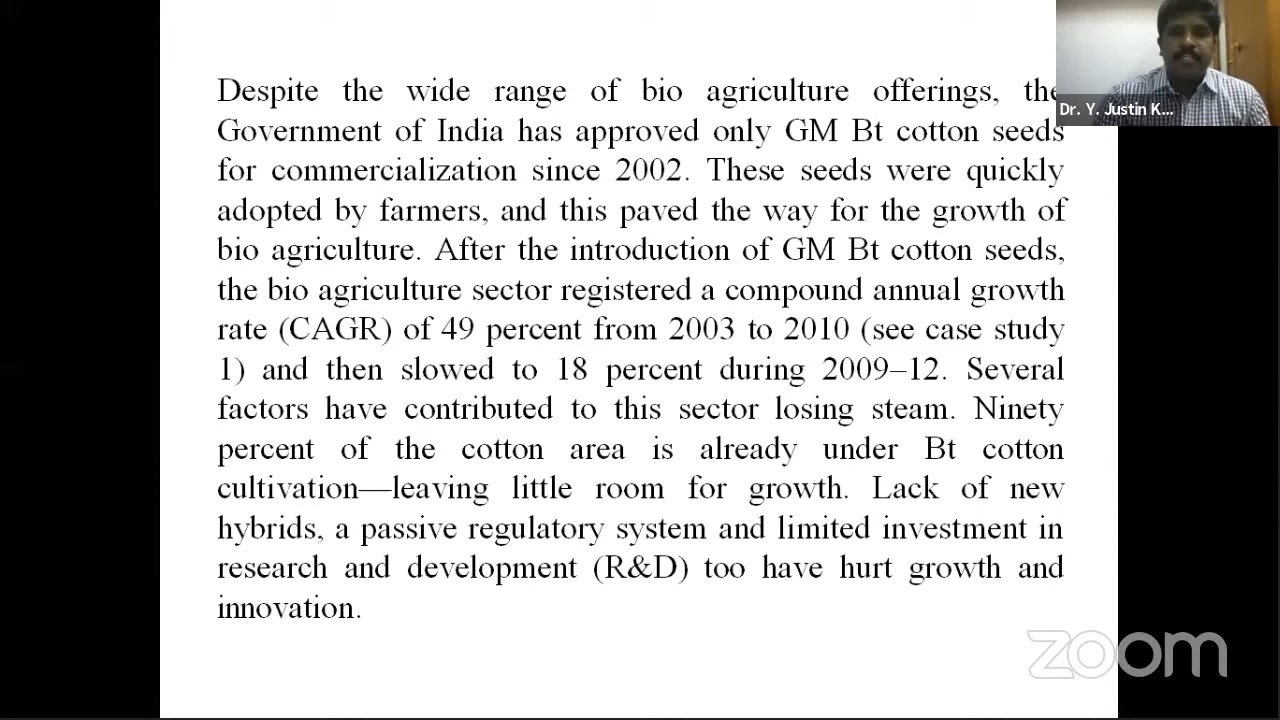 Despite the wide range of bio agriculture offerings, the
Government of India has approved only GM Bt cotton seeds
for commercialization since 2002. These seeds were quickly
adopted by farmers, and this paved the way for the growth of
bio agriculture. After the introduction of GM Bt cotton seeds,
the bio agriculture sector registered a compound annual growth
rate (CAGR) of 49 percent from 2003 to 2010 (see case study
1) and then slowed to 18 percent during 2009–12. Several
factors have contributed to this sector losing steam. Ninety
percent of the cotton area is already under Bt cotton
cultivation—leaving little room for growth. Lack of new
hybrids, a passive regulatory system and limited investment in
research and development (R&D) too have hurt growth and
innovation.
Dr. Y. Justin K...
zoom